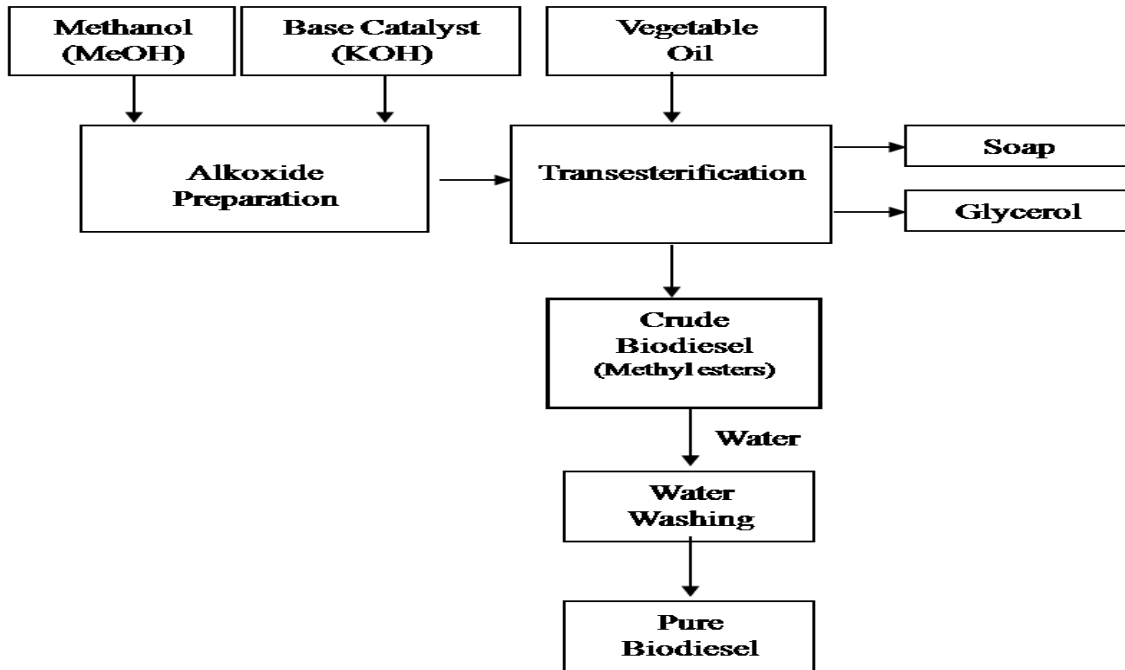 Methanol
(MeOH)
Base Catalyst
(KOH)
Vegetable
Oil
Alkoxide
Preparation
Transesterification
Soap
Glycerol
Crude
Biodiesel
(Methyl esters)
Water
Water
Washing
Pure
Biodiesel